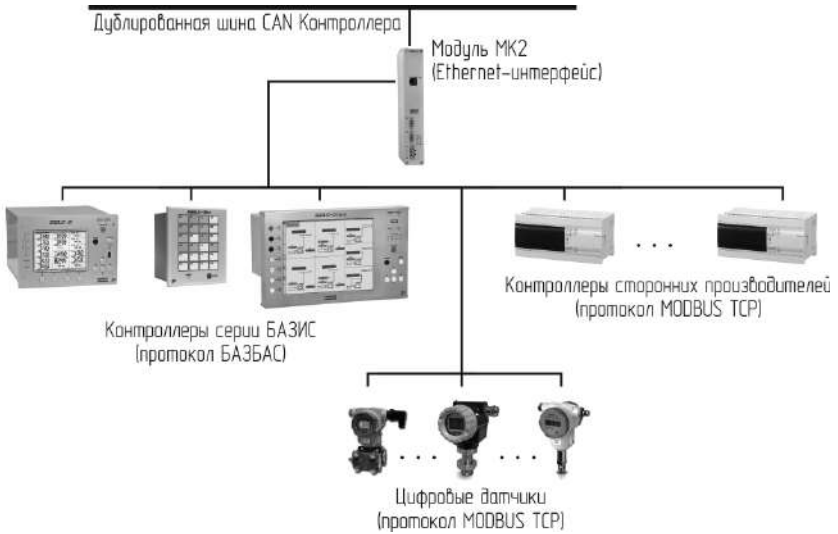 Дублированная шина CAN Контроллера
Модуль МК2
(Ethernet-интерфейс)
Контроллеры серии БАЗИС
(протокол БАЗБАС)
Контроллеры сторонних производителей
(протокол MODBUS TCP)
Цифровые датчики
(протокол MODBUS TCP)